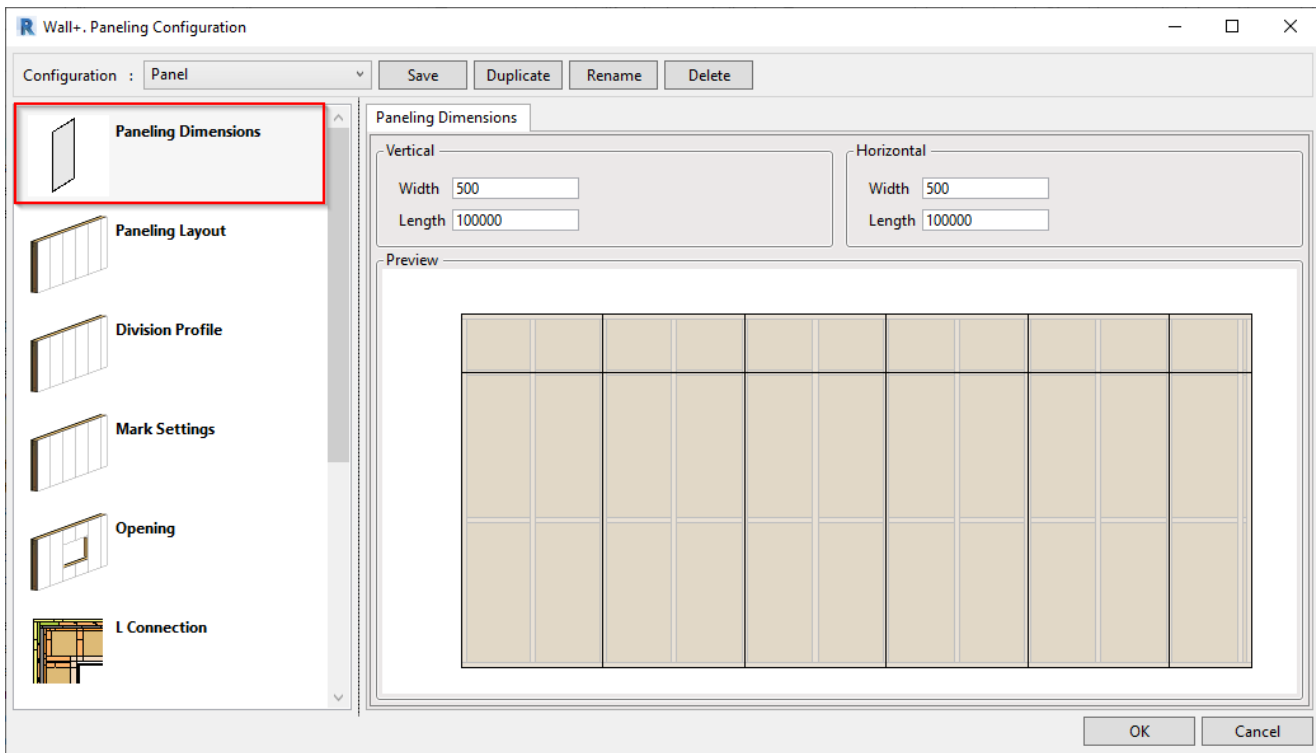 Wall+. Paneling Configuration
Configuration : Panel Save Duplicate Rename Delete
Paneling Dimensions
Paneling Layout
Division Profile
Mark Settings
Opening
L Connection
Paneling Dimensions
Vertical
Width 500
Length 100000
Horizontal
Width 500
Length 100000
Preview
OK Cancel